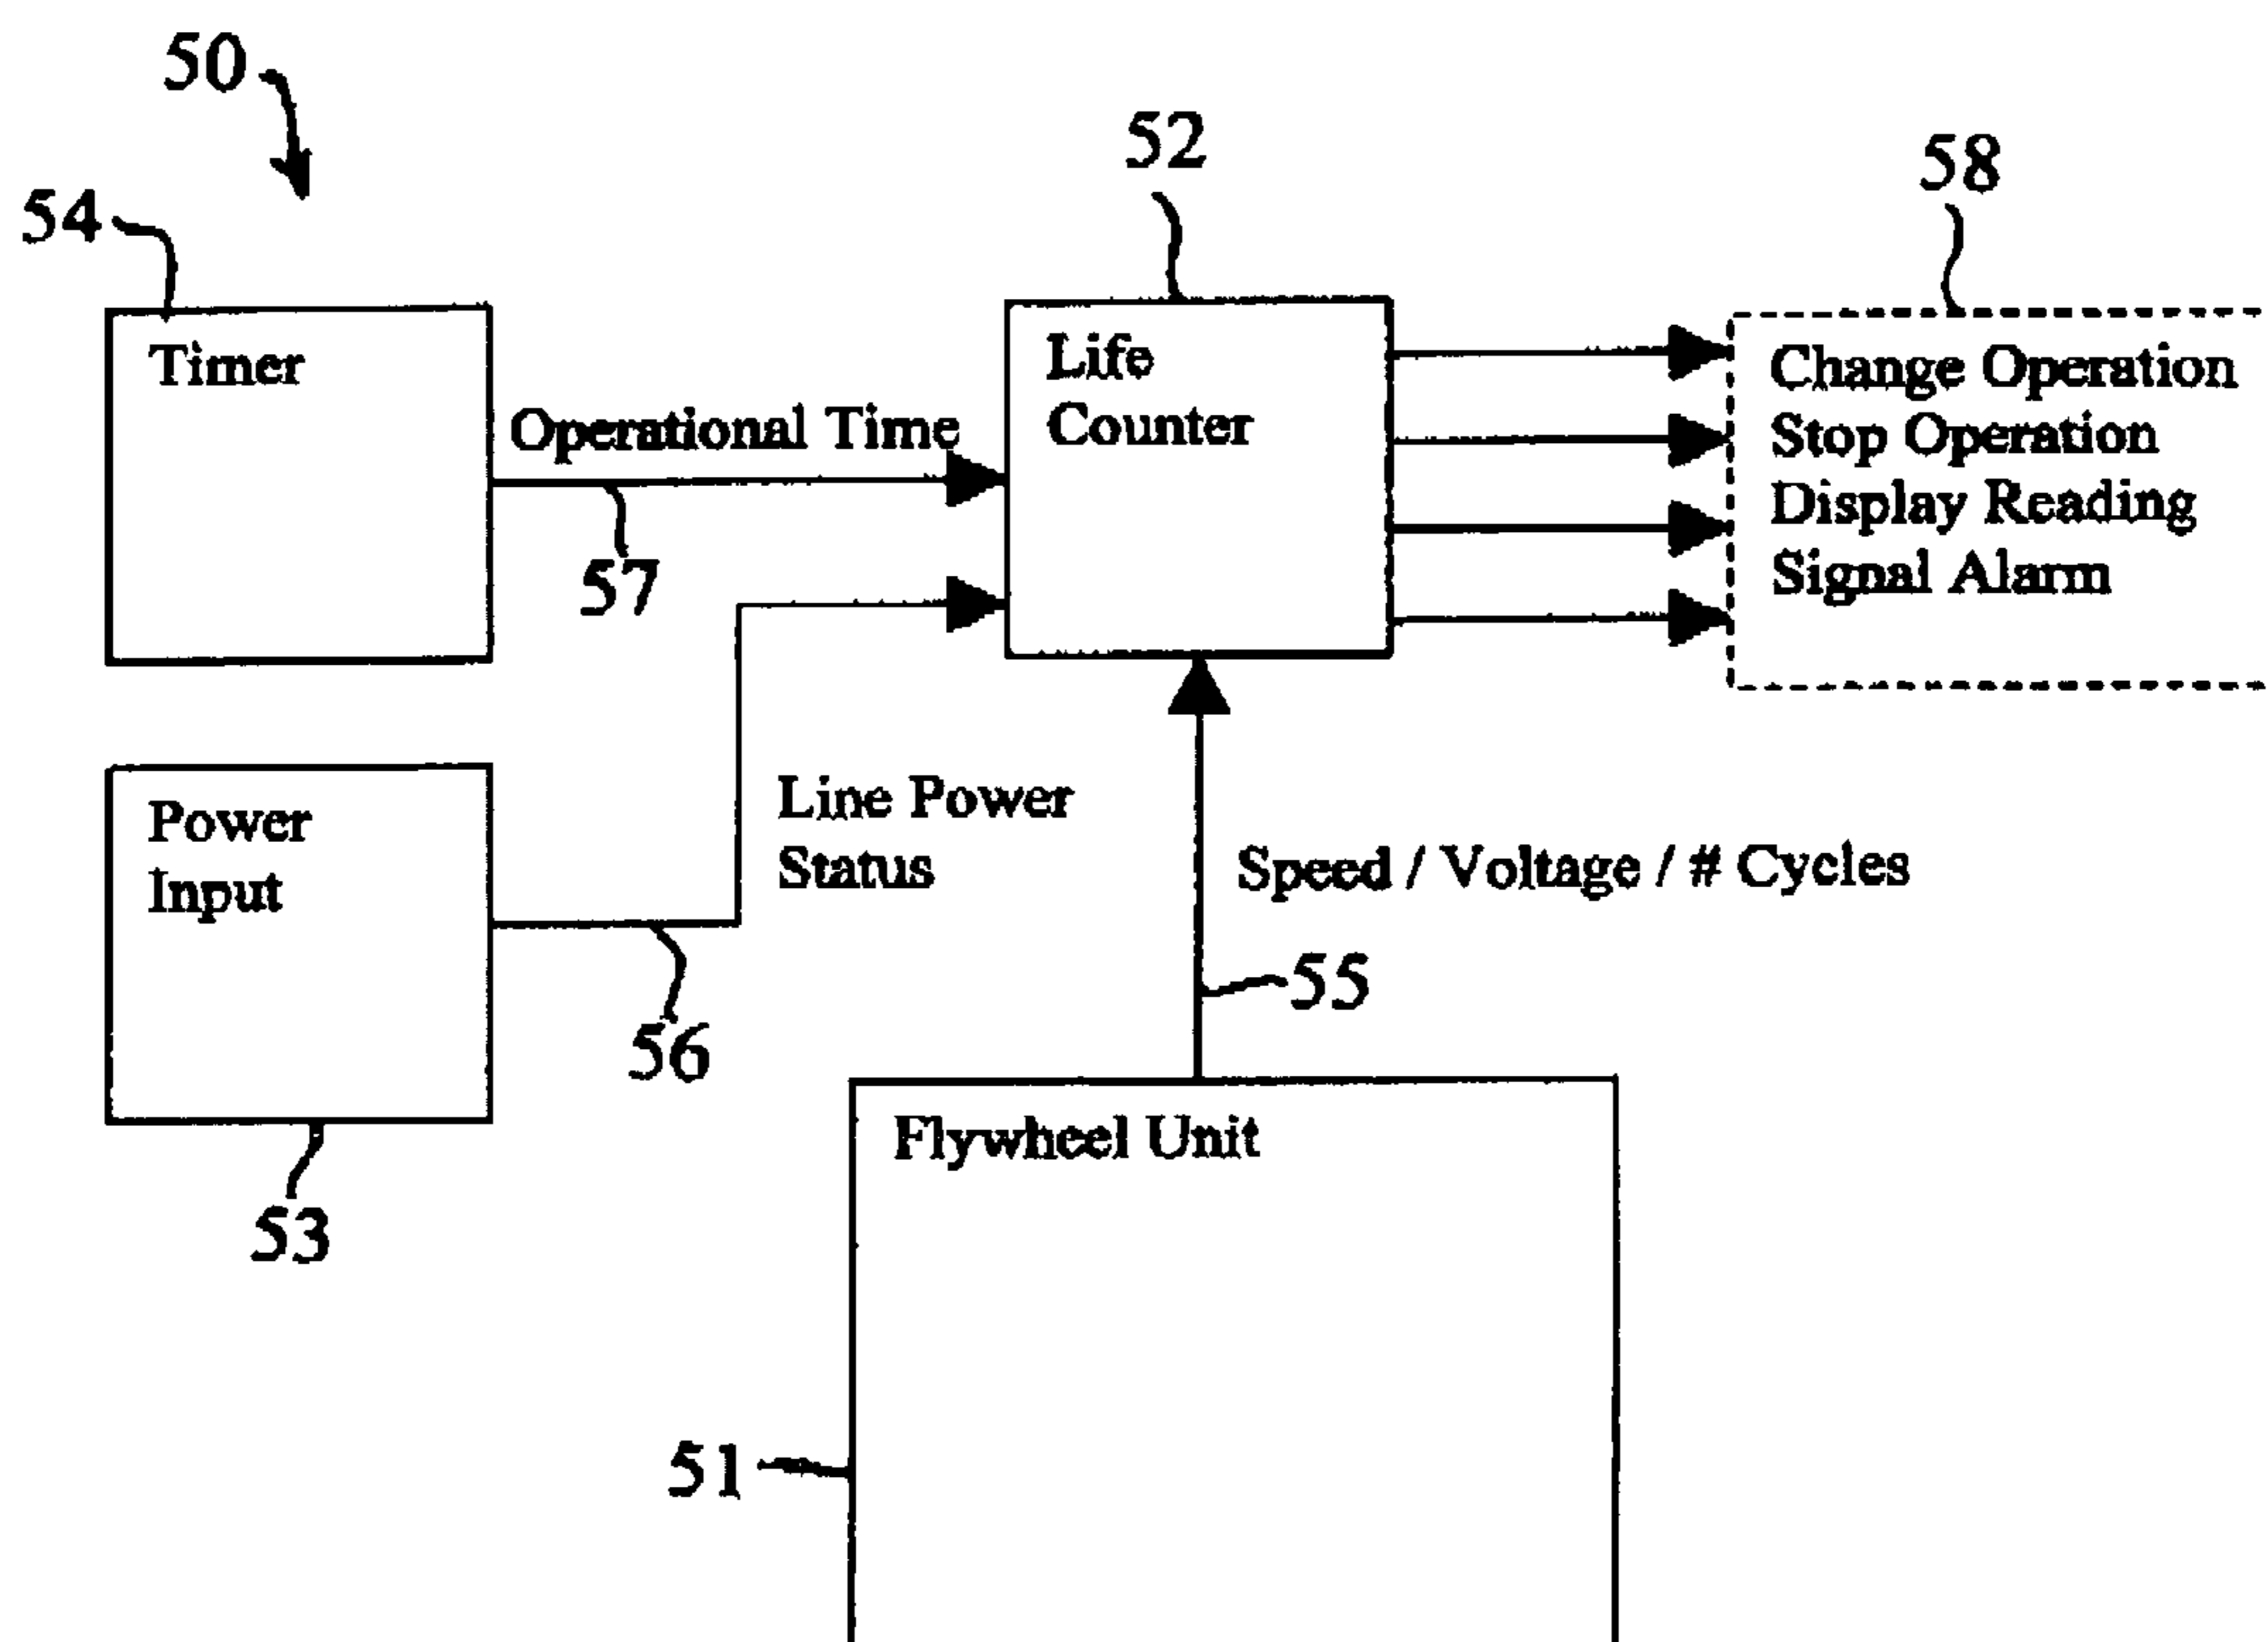 50
52
58
54
Timer
Life
Counter
Change Operation
Stop Operation
Display Reading
Signal Alarm
Operational Time
57
Power
Input
Line Power
Status
Speed / Voltage / # Cycles
55
56
53
Flywheel Unit
51